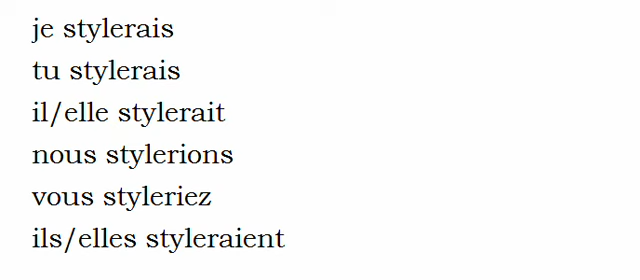 je stylerais
tu stylerais
il/elle stylerait
nous stylerions
vous styleriez
ils/elles styleraient